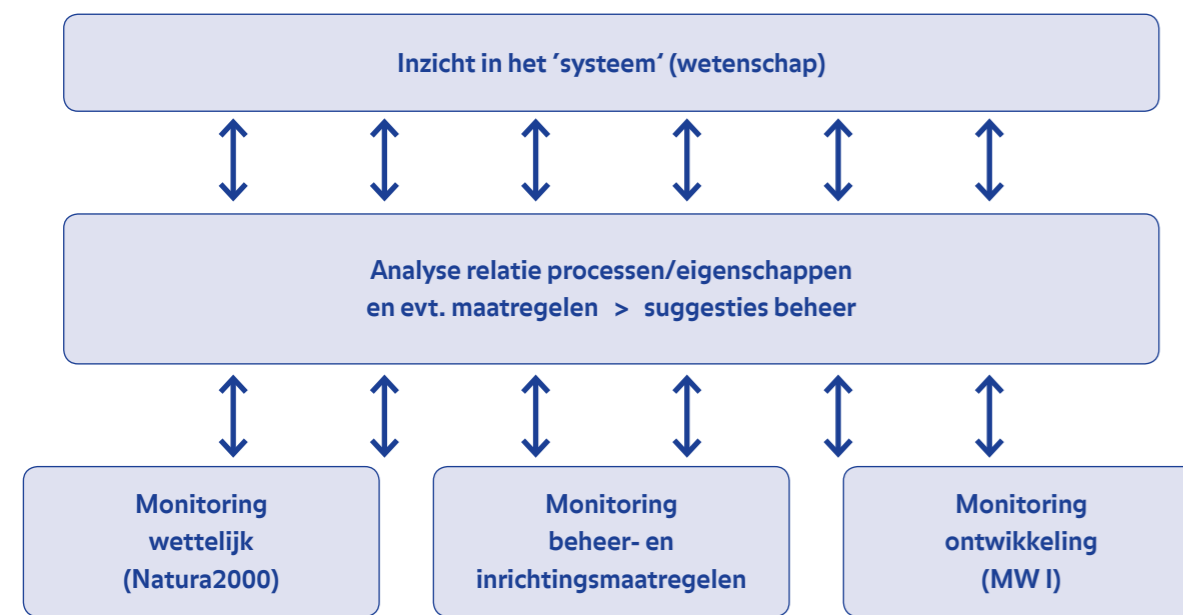 Inzicht in het ’systeem’ (wetenschap)
Analyse relatie processen/eigenschappen
en evt. maatregelen > suggesties beheer
Monitoring
wettelijk
(Natura2000)
Monitoring
beheer- en
inrichtingsmaatregelen
Monitoring
ontwikkeling
(MW I)